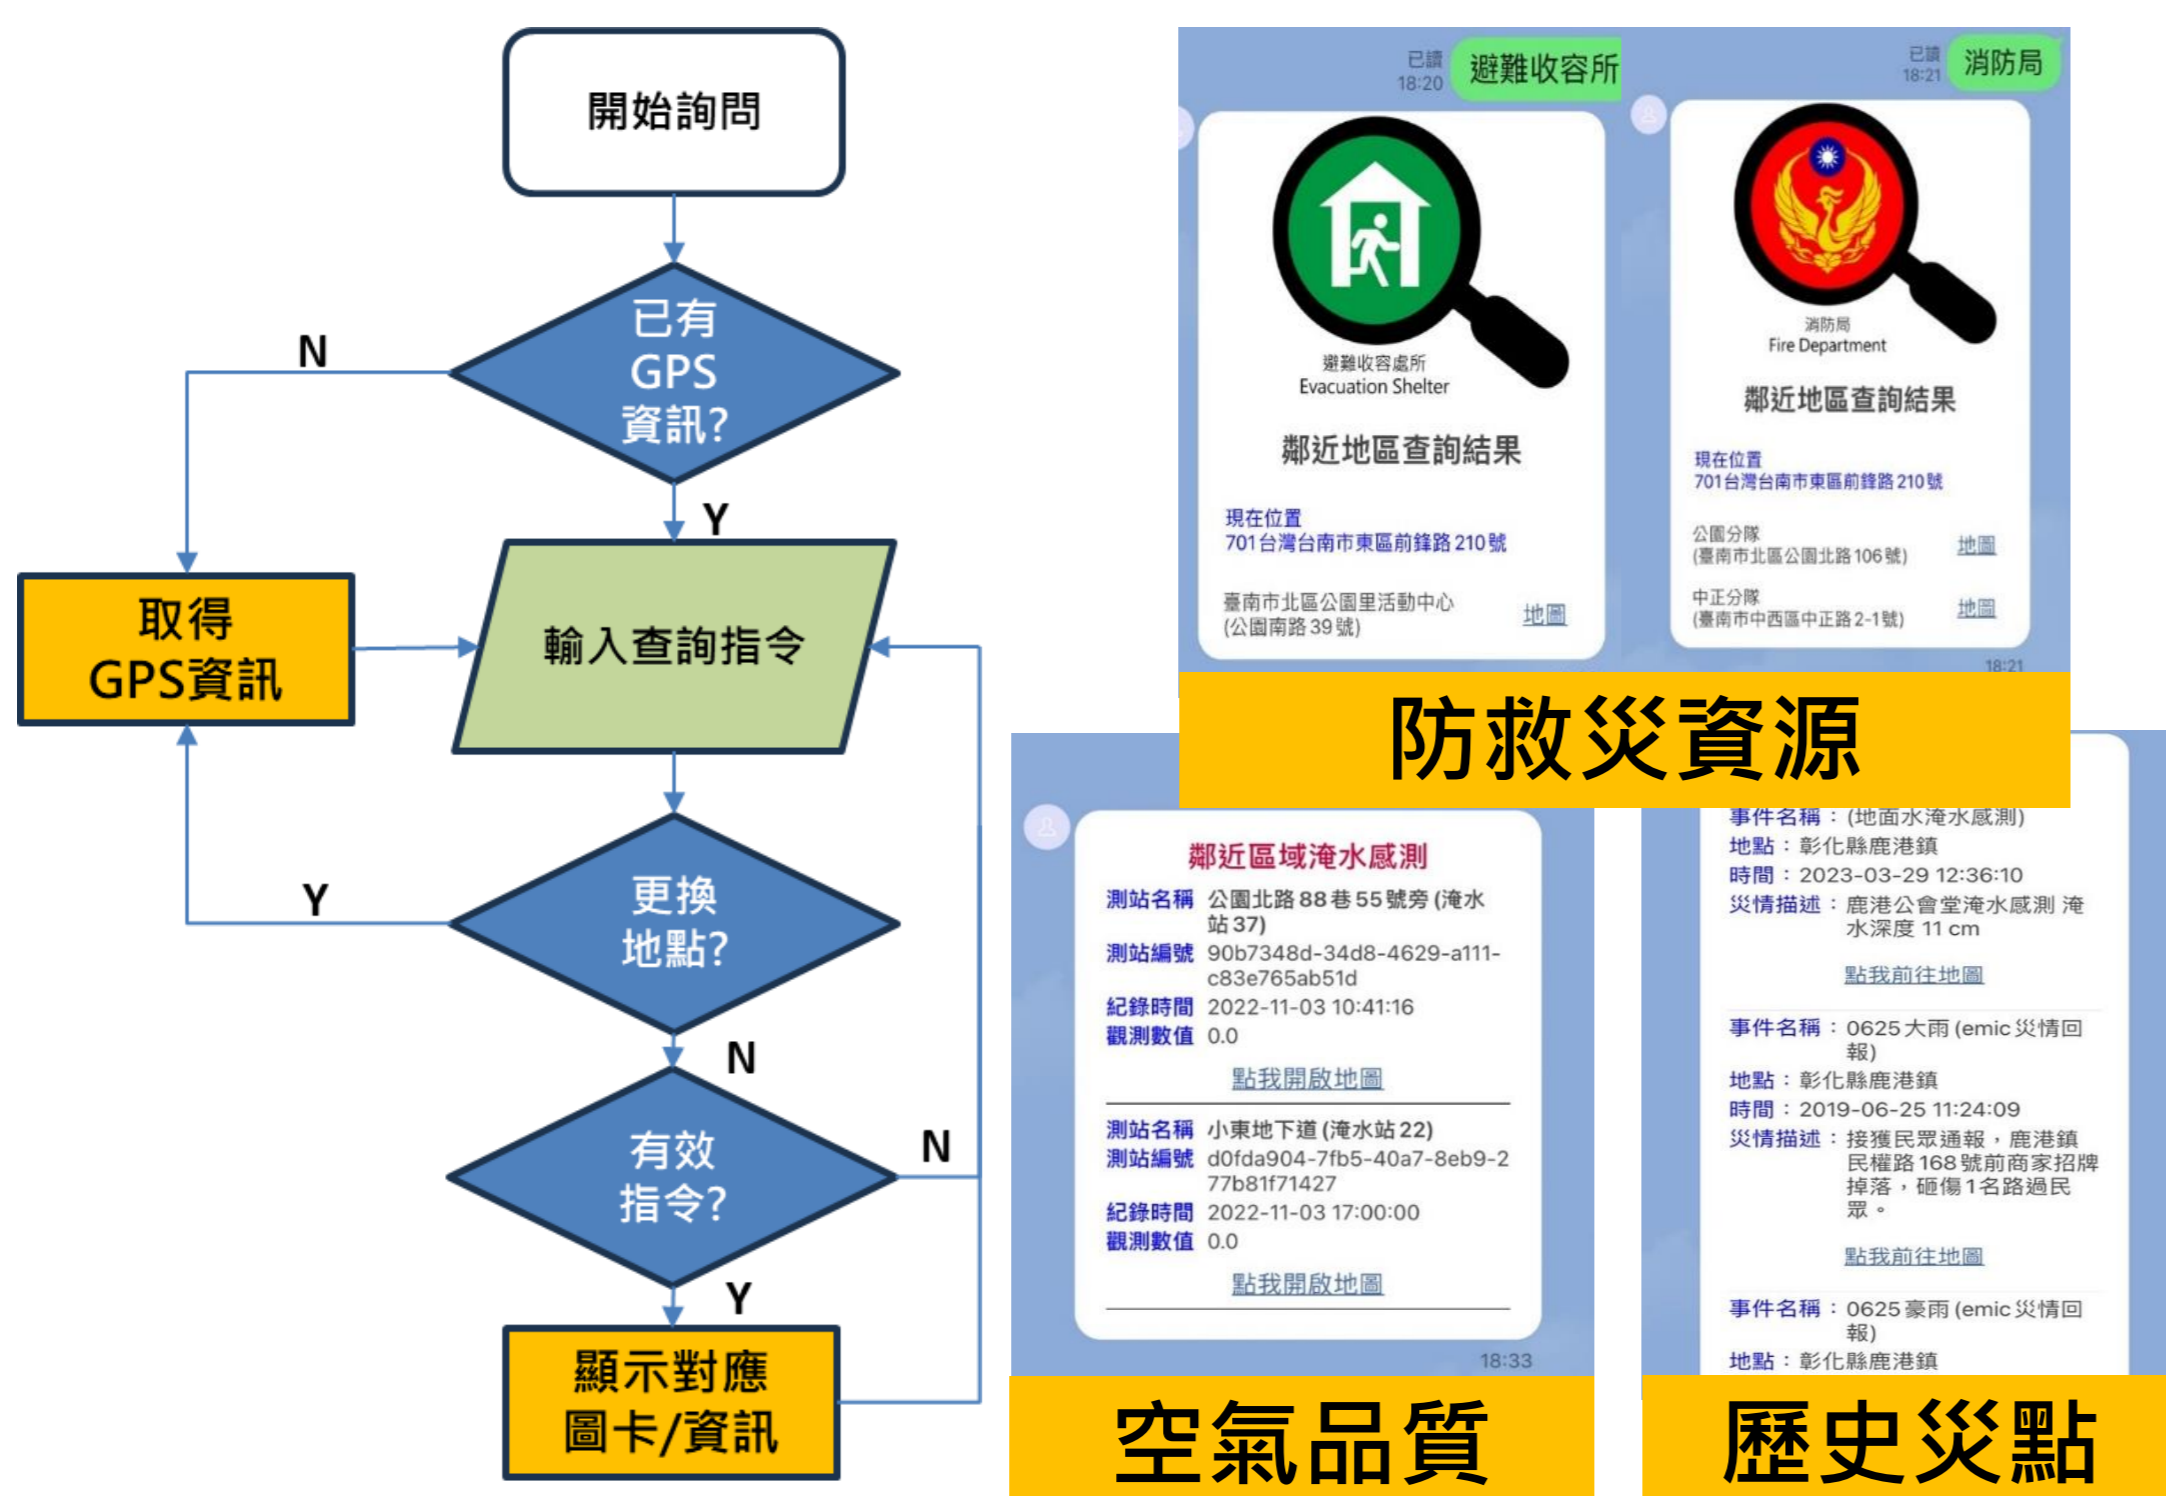 開始詢問
已有
GPS
資訊?
N
Y
取得
GPS資訊
輸入查詢指令
更換
地點?
Y
N
有效
指令?
N
Y
顯示對應
圖卡/資訊
已讀
18:20
避難收容所
避難收容處所
Evacuation Shelter
鄰近地區查詢結果
現在位置
701台灣台南市東區前鋒路210號
臺南市北區公園里活動中心
(公園南路39號)
地圖
已讀
18:21
消防局
消防局
Fire Department
鄰近地區查詢結果
現在位置
701台灣台南市東區前鋒路210號
公園分隊
(臺南市北區公園北路106號)
地圖
中正分隊
(臺南市中西區中正路2-1號)
地圖
18:21
防救災資源
鄰近區域淹水感測
測站名稱 公園北路88巷55號旁(淹水
站37)
測站編號 90b7348d-34d8-4629-a111-
c83e765ab51d
紀錄時間 2022-11-03 10:41:16
觀測數值 0.0
點我開啟地圖
測站名稱 小東地下道(淹水站22)
測站編號 d0fda904-7fb5-40a7-8eb9-2
77b81f71427
紀錄時間 2022-11-03 17:00:00
觀測數值 0.0
點我開啟地圖
18:33
空氣品質
事件名稱：(地面水淹水感測)
地點：彰化縣鹿港鎮
時間：2023-03-29 12:36:10
災情描述：鹿港公會堂淹水感測 淹
水深度 11 cm
點我前往地圖
事件名稱：0625大雨(emic災情回
報)
地點：彰化縣鹿港鎮
時間：2019-06-25 11:24:09
災情描述：接獲民眾通報，鹿港鎮
民權路168號前商家招牌
掉落，砸傷1名路過民
眾。
點我前往地圖
事件名稱：0625豪雨(emic災情回
報)
地點：彰化縣鹿港鎮
歷史災點